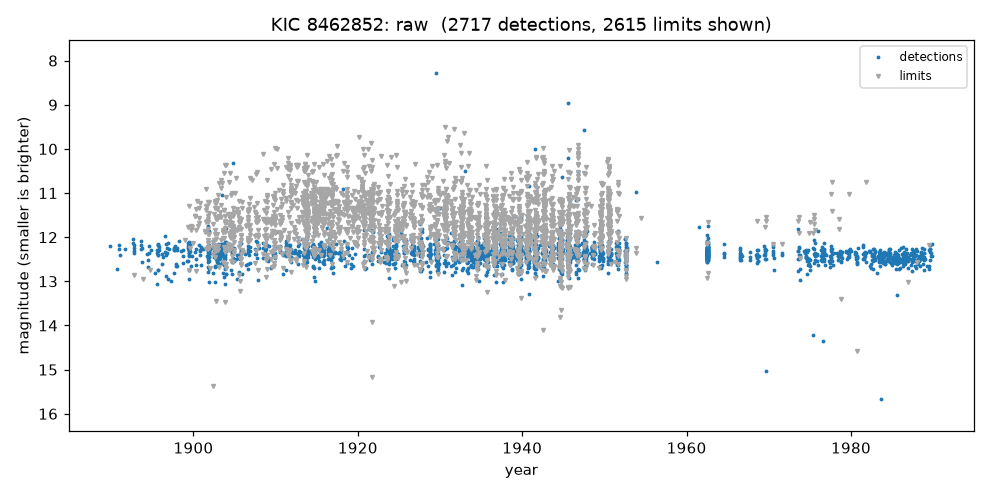 KIC 8462852: raw  (2717 detections, 2615 limits shown)
detections
limits
magnitude (smaller is brighter)
8
9
10
11
12
13
14
15
16
1900
1920
1940
1960
1980
year